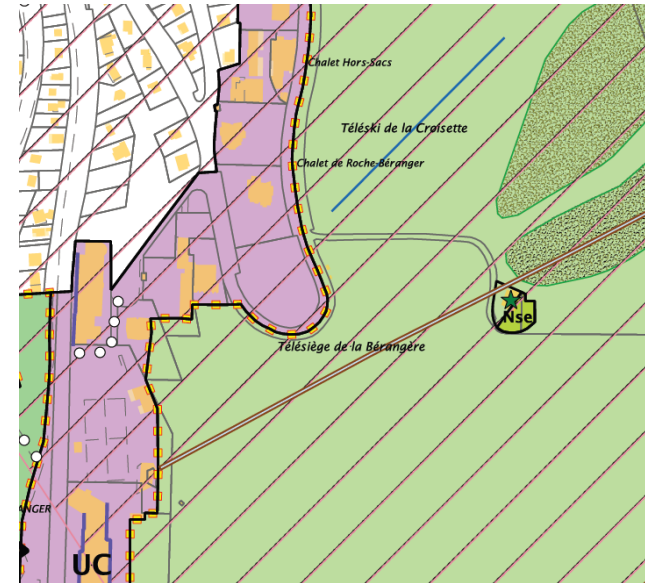 Chalet Hors-Sacs
Téléski de la Croisette
Chalet de Roche-Béranger
Nse
Télésiège de la Bérangère
ANGER
UC